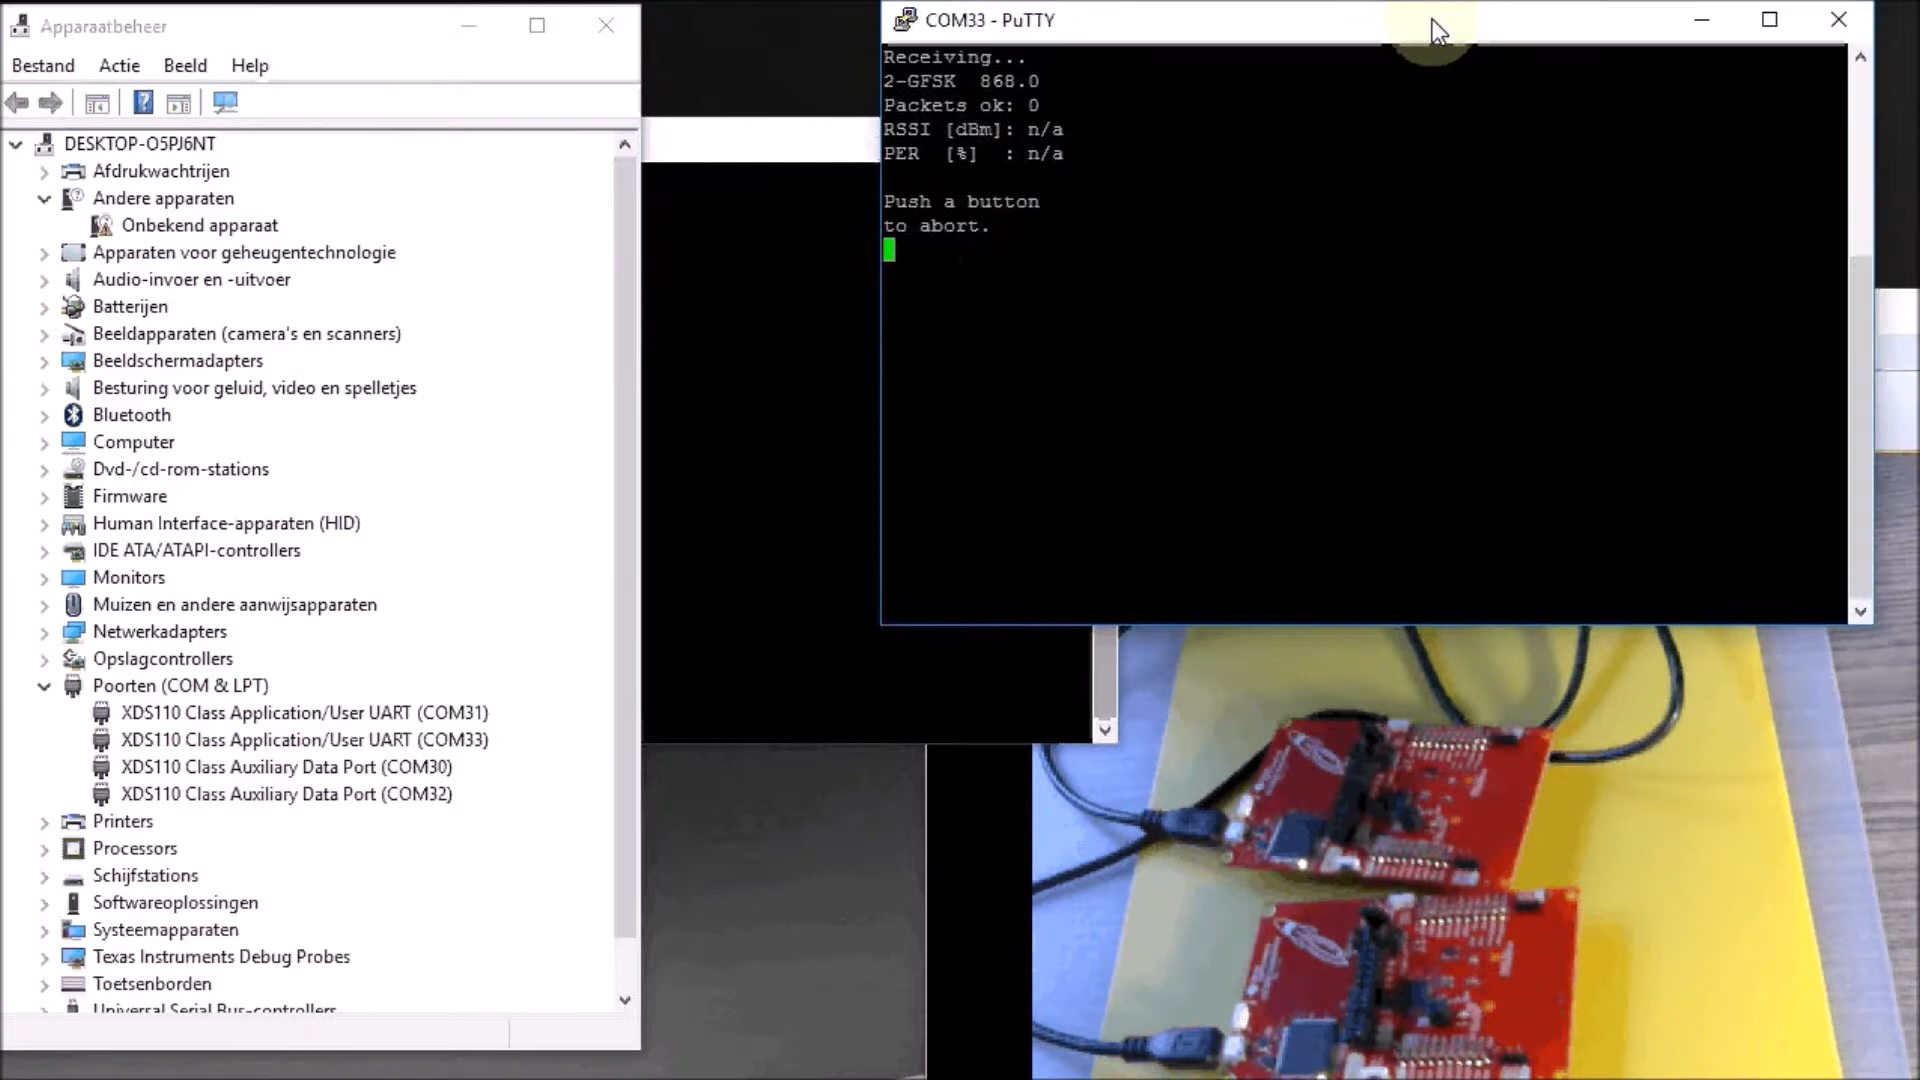 Apparaatbeheer
Bestand Actie Beeld Help
DESKTOP-O5PJ6NT
Afdrukwachtrijen
Andere apparaten
Onbekend apparaat
Apparaten voor geheugentechnologie
Audio-invoer en -uitvoer
Batterijen
Beeldapparaten (camera's en scanners)
Beeldschermadapters
Besturing voor geluid, video en spelletjes
Bluetooth
Computer
Dvd-/cd-rom-stations
Firmware
Human Interface-apparaten (HID)
IDE ATA/ATAPI-controllers
Monitors
Muizen en andere aanwijsapparaten
Netwerkadapters
Opslagcontrollers
Poorten (COM & LPT)
XDS110 Class Application/User UART (COM31)
XDS110 Class Application/User UART (COM33)
XDS110 Class Auxiliary Data Port (COM30)
XDS110 Class Auxiliary Data Port (COM32)
Printers
Processors
Schijfstations
Softwareoplossingen
Systeemapparaten
Texas Instruments Debug Probes
Toetsenborden
Universal Serial Bus-controllers
COM33 - PuTTY
Receiving...
2-GFSK 868.0
Packets ok: 0
RSSI [dBm]: n/a
PER [%] : n/a
Push a button
to abort.